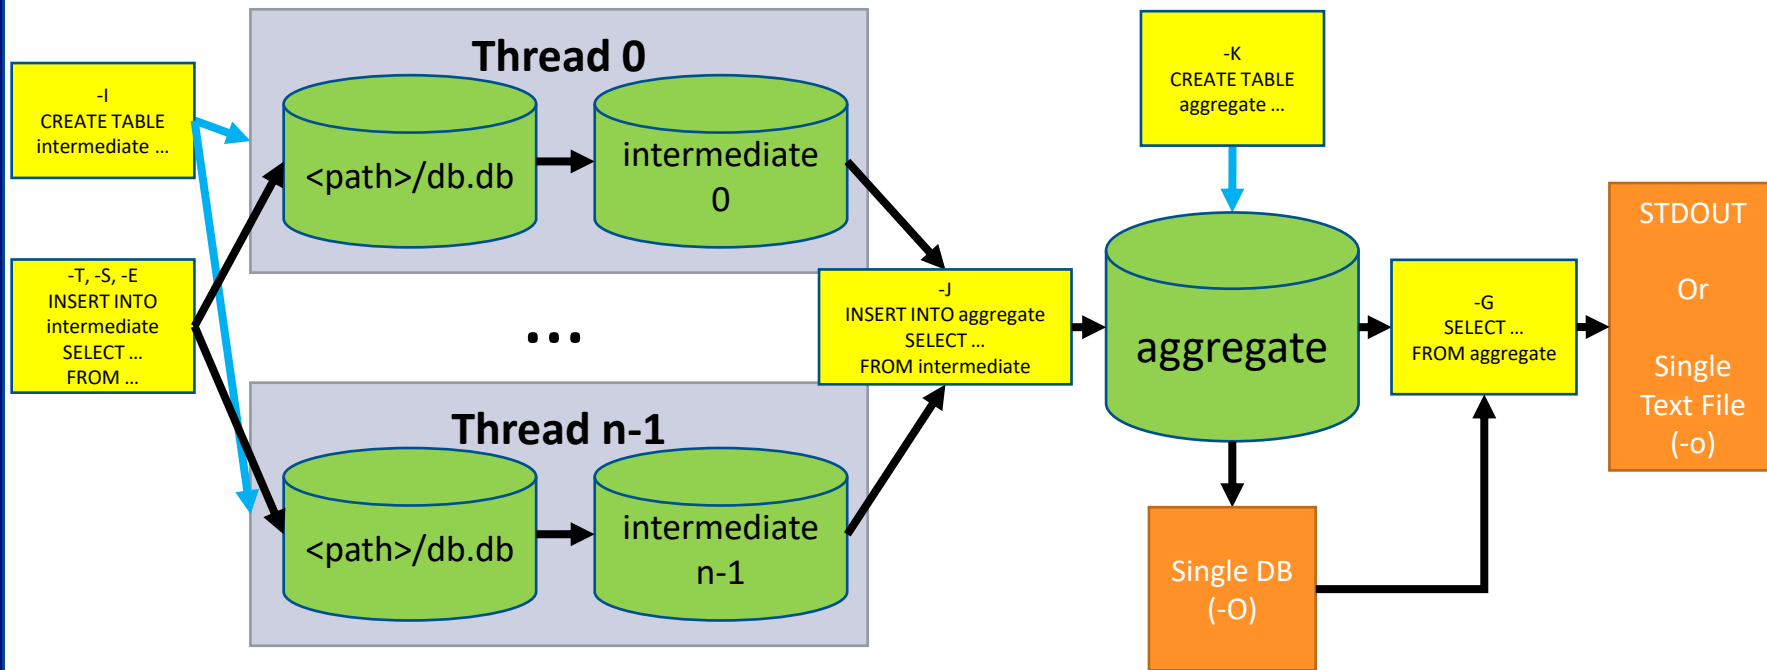 -I
CREATE TABLE
intermediate ...
-T, -S, -E
INSERT INTO
intermediate
SELECT ...
FROM ...
Thread 0
<path>/db.db
intermediate
0
...
Thread n-1
<path>/db.db
intermediate
n-1
-J
INSERT INTO aggregate
SELECT ...
FROM intermediate
-K
CREATE TABLE
aggregate ...
aggregate
Single DB
(-O)
-G
SELECT ...
FROM aggregate
STDOUT
Or
Single
Text File
(-o)